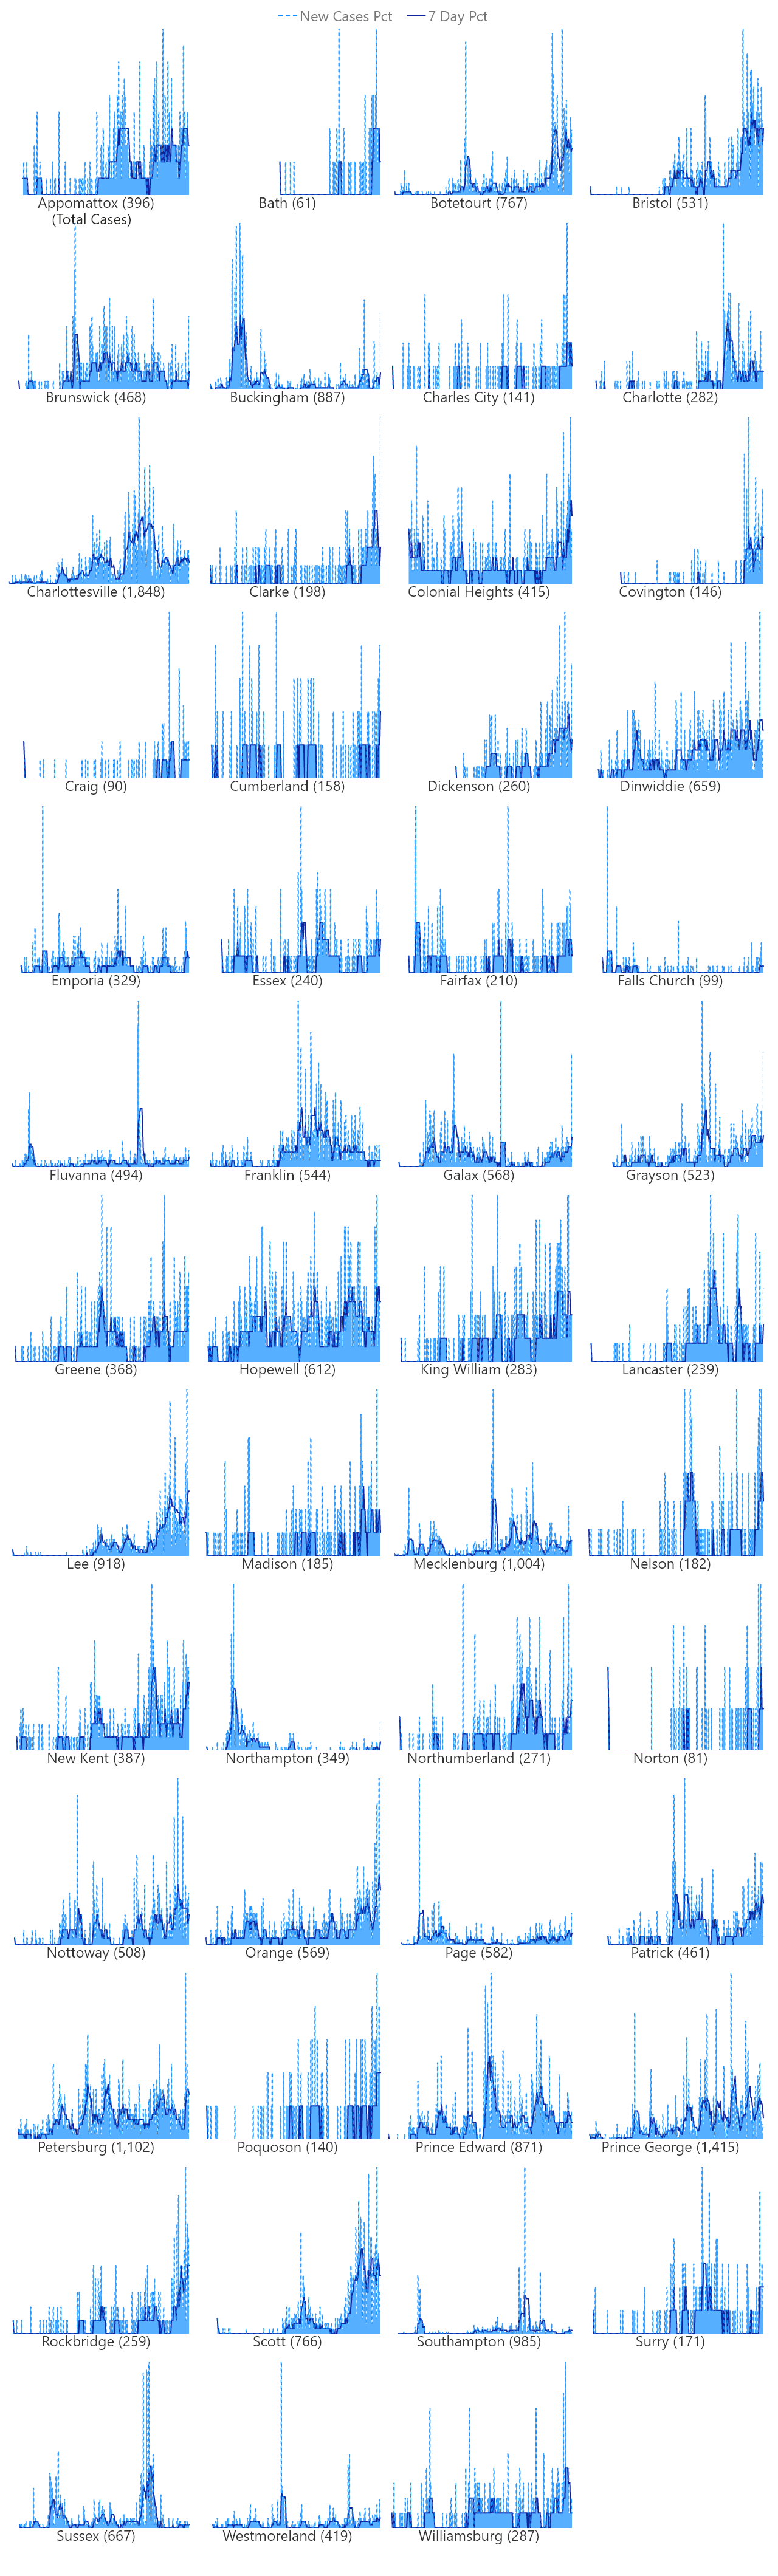 New Cases Pct 7 Day Pct
Appomattox (396) Bath (61) Botetourt (767) Bristol (531)
(Total Cases)
Brunswick (468) Buckingham (887) Charles City (141) Charlotte (282)
Charlottesville (1,848) Clarke (198) Colonial Heights (415) Covington (146)
Craig (90) Cumberland (158) Dickenson (260) Dinwiddie (659)
Emporia (329) Essex (240) Fairfax (210) Falls Church (99)
Fluvanna (494) Franklin (544) Galax (568) Grayson (523)
Greene (368) Hopewell (612) King William (283) Lancaster (239)
Lee (918) Madison (185) Mecklenburg (1,004) Nelson (182)
New Kent (387) Northampton (349) Northumberland (271) Norton (81)
Nottoway (508) Orange (569) Page (582) Patrick (461)
Petersburg (1,102) Poquoson (140) Prince Edward (871) Prince George (1,415)
Rockbridge (259) Scott (766) Southampton (985) Surry (171)
Sussex (667) Westmoreland (419) Williamsburg (287)